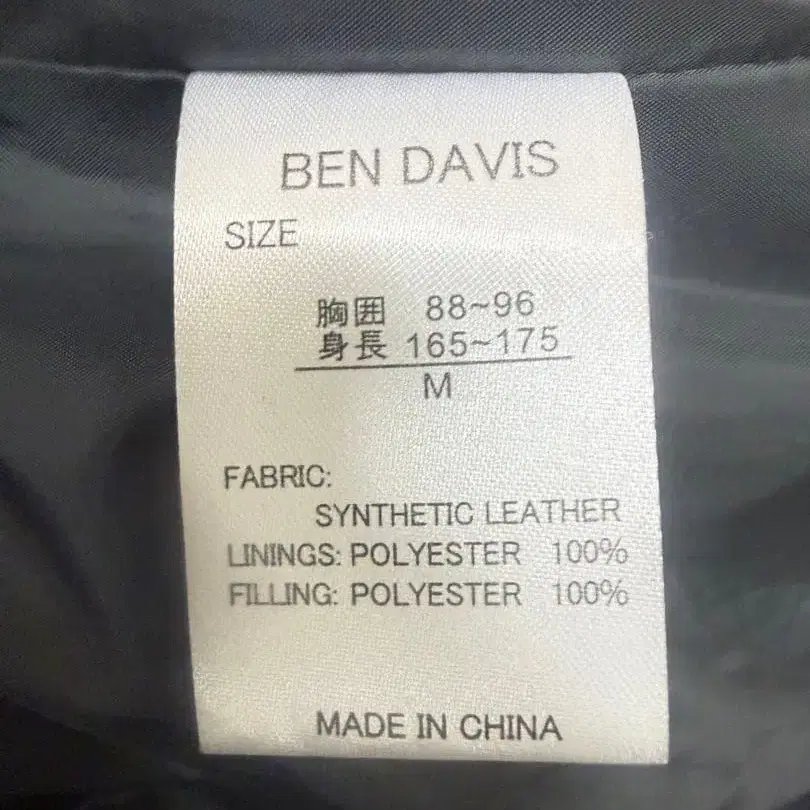 BEN DAVIS
SIZE
胸囲 88~96
身長 165~175
M
FABRIC:
SYNTHETIC LEATHER
LININGS: POLYESTER 100%
FILLING: POLYESTER 100%
MADE IN CHINA